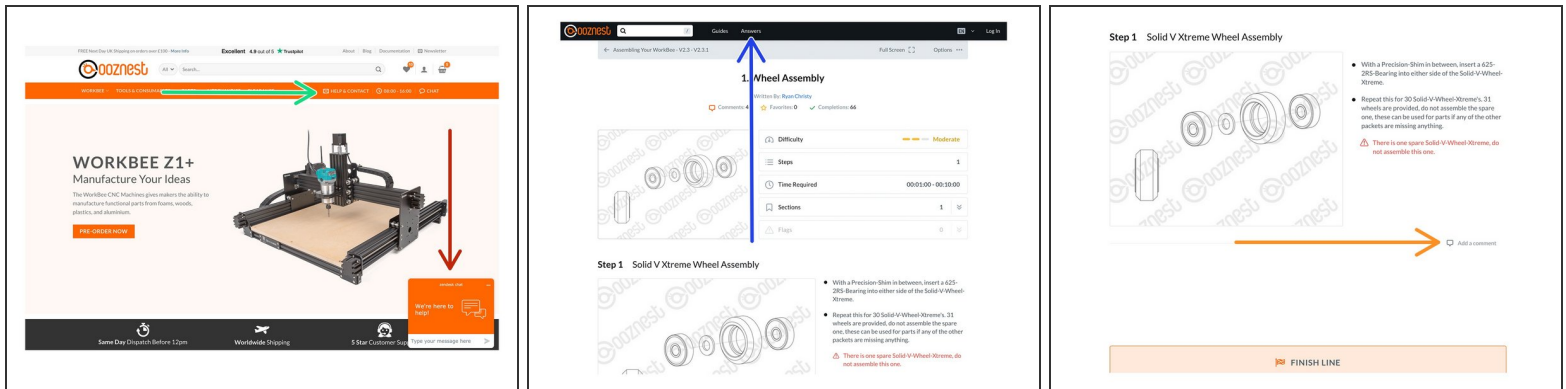 FREE Next Day UK Shipping on orders over £100 - More info
Excellent 4.9 out of 5 Trustpilot
About | Blog | Documentation | Newsletter
ooznest
All
Search...
WORKBEE
TOOLS & CONSUMA
HELP & CONTACT
CHAT
WORKBEE Z1+
Manufacture Your Ideas
The WorkBee CNC Machines gives makers the ability to
manufacture functional parts from foams, woods,
plastics, and aluminium.
PRE-ORDER NOW
We're here to
help!
Type your message here
Same Day Dispatch Before 12pm
Worldwide Shipping
5 Star Customer Sup
ooznest
Guides
Answers
EN
Log In
← Assembling Your WorkBee - V2.3 - V2.3.1
Full Screen
Options ...
1. Wheel Assembly
Written By: Ryan Christy
Comments: 4
Favorites: 0
Completions: 66
Difficulty
Moderate
Steps
1
Time Required
00:01:00 - 00:10:00
Sections
1
Flags
0
Step 1 Solid V Xtreme Wheel Assembly
With a Precision-Shim in between, insert a 625-
2RS-Bearing into either side of the Solid-V-Wheel-
Xtreme.
Repeat this for 30 Solid-V-Wheel-Xtreme's. 31
wheels are provided, do not assemble the spare
one, these can be used for parts if any of the other
packets are missing anything.
There is one spare Solid-V-Wheel-Xtreme, do
not assemble this one.
ooznest
Step 1 Solid V Xtreme Wheel Assembly
With a Precision-Shim in between, insert a 625-
2RS-Bearing into either side of the Solid-V-Wheel-
Xtreme.
Repeat this for 30 Solid-V-Wheel-Xtreme's. 31
wheels are provided, do not assemble the spare
one, these can be used for parts if any of the other
packets are missing anything.
There is one spare Solid-V-Wheel-Xtreme, do
not assemble this one.
ooznest
Add a comment
FINISH LINE